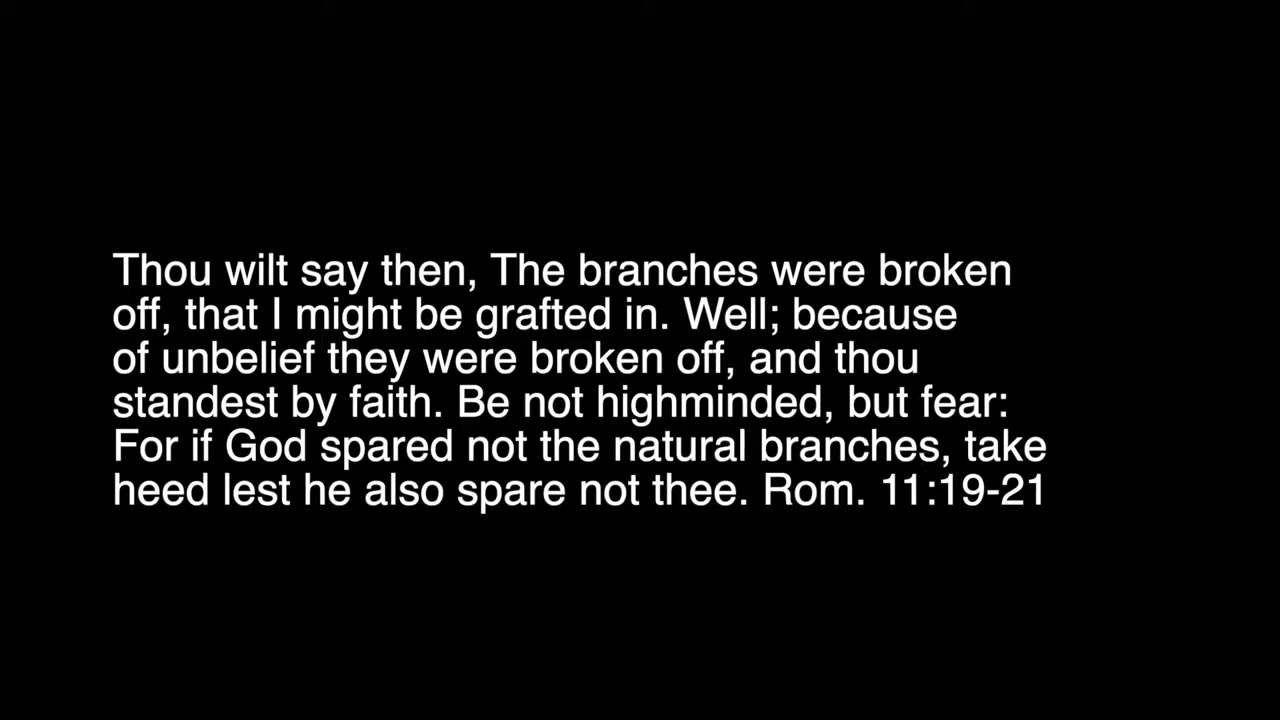 Thou wilt say then, The branches were broken
off, that I might be grafted in. Well; because
of unbelief they were broken off, and thou
standest by faith. Be not highminded, but fear:
For if God spared not the natural branches, take
heed lest he also spare not thee. Rom. 11:19-21